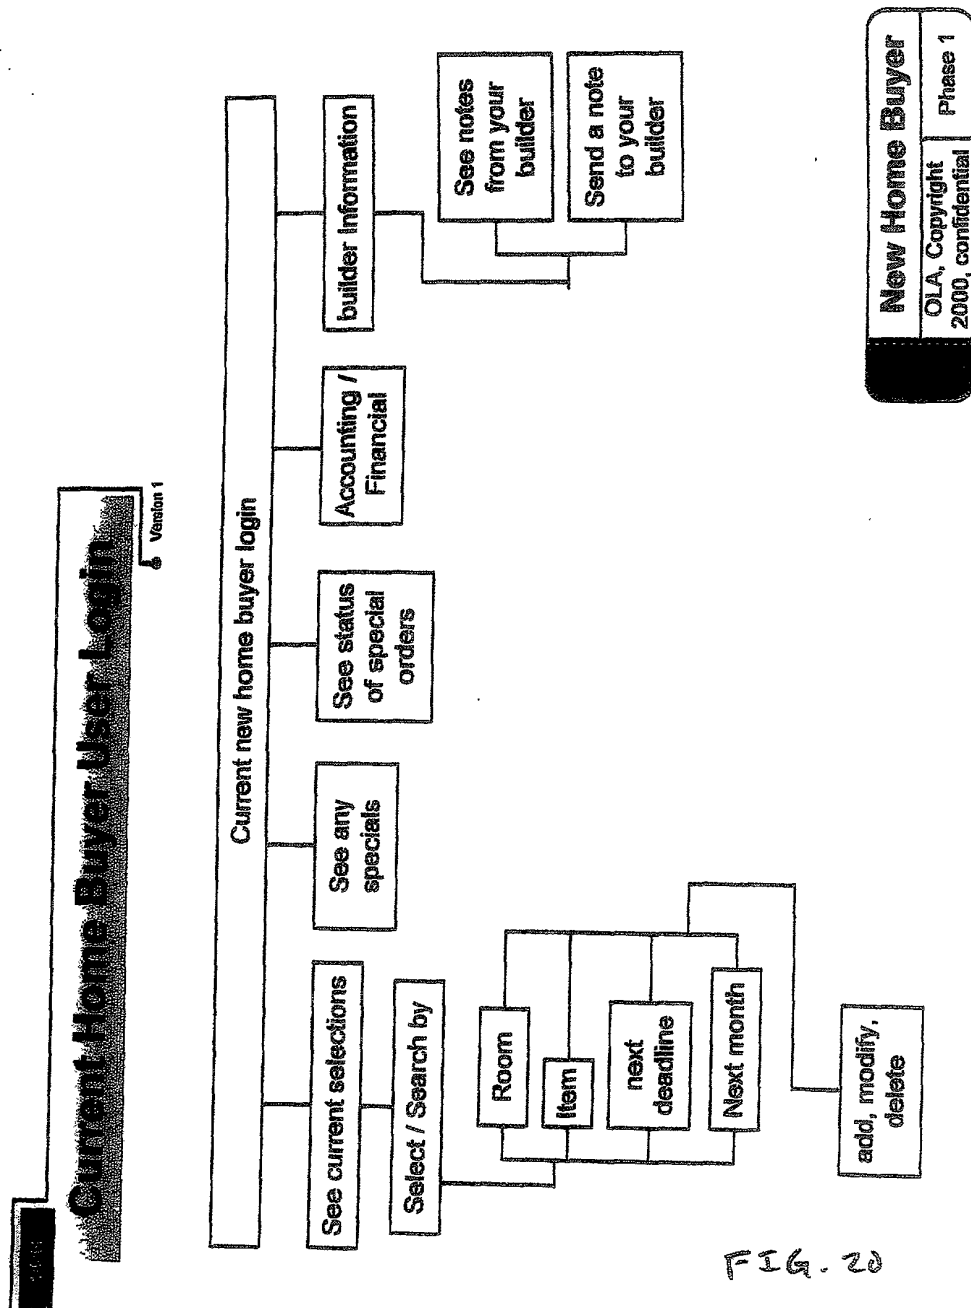 Current Home Buyer User Login
Version 1
Current new home buyer login
See current selections
See any
specials
See status
of special
orders
Accounting /
Financial
builder Information
Select / Search by
Room
Item
next
deadline
Next month
add, modify,
delete
See notes
from your
builder
Send a note
to your
builder
New Home Buyer
OLA, Copyright
2000, confidential
Phase 1
FIG. 20